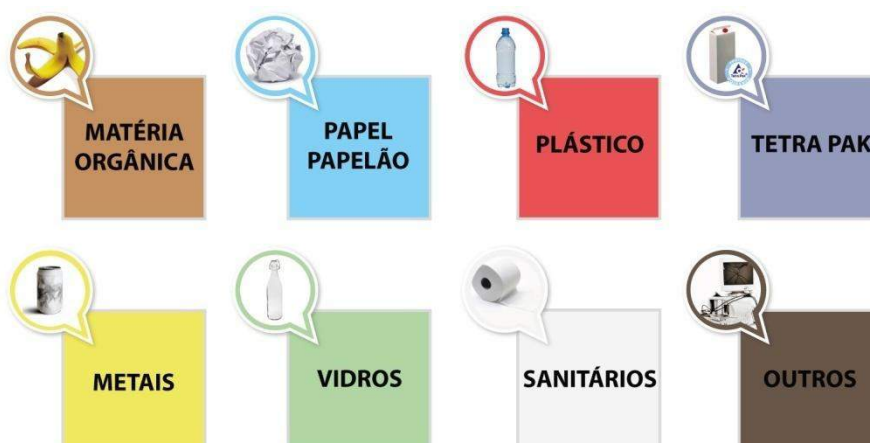 MATÉRIA
ORGÂNICA
PAPEL
PAPELÃO
PLÁSTICO
TETRA PAK
METAIS
VIDROS
SANITÁRIOS
OUTROS